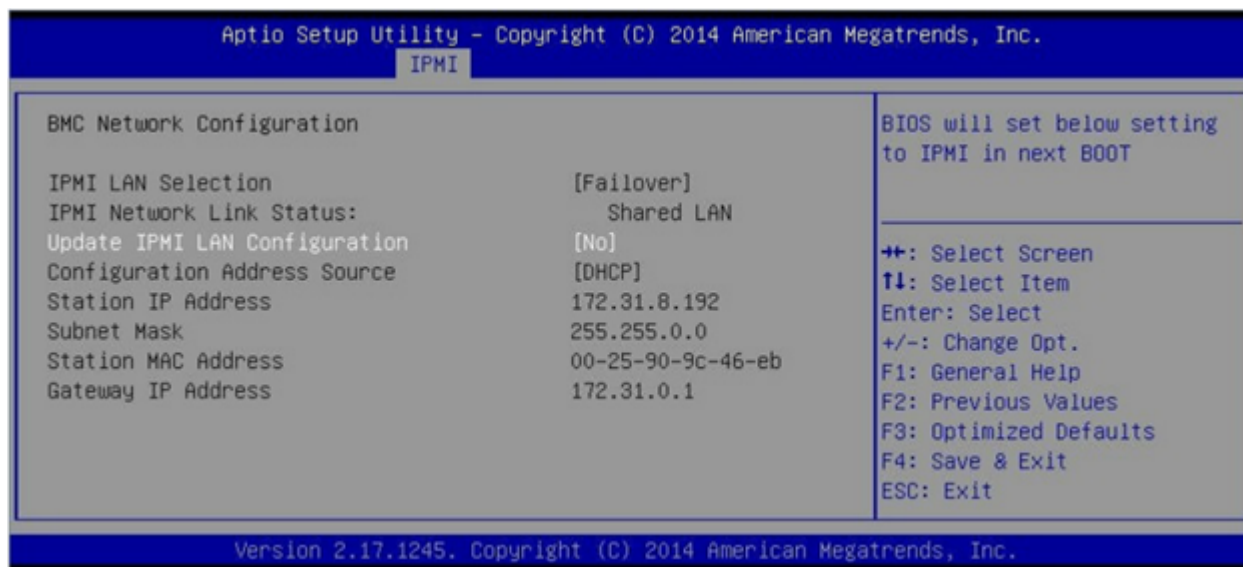 Aptio Setup Utility – Copyright (C) 2014 American Megatrends, Inc.
IPMI
BMC Network Configuration
IPMI LAN Selection [Failover]
IPMI Network Link Status: Shared LAN
Update IPMI LAN Configuration [No]
Configuration Address Source [DHCP]
Station IP Address 172.31.8.192
Subnet Mask 255.255.0.0
Station MAC Address 00-25-90-9c-46-eb
Gateway IP Address 172.31.0.1
BIOS will set below setting
to IPMI in next BOOT
→←: Select Screen
↑↓: Select Item
Enter: Select
+/-: Change Opt.
F1: General Help
F2: Previous Values
F3: Optimized Defaults
F4: Save & Exit
ESC: Exit
Version 2.17.1245. Copyright (C) 2014 American Megatrends, Inc.